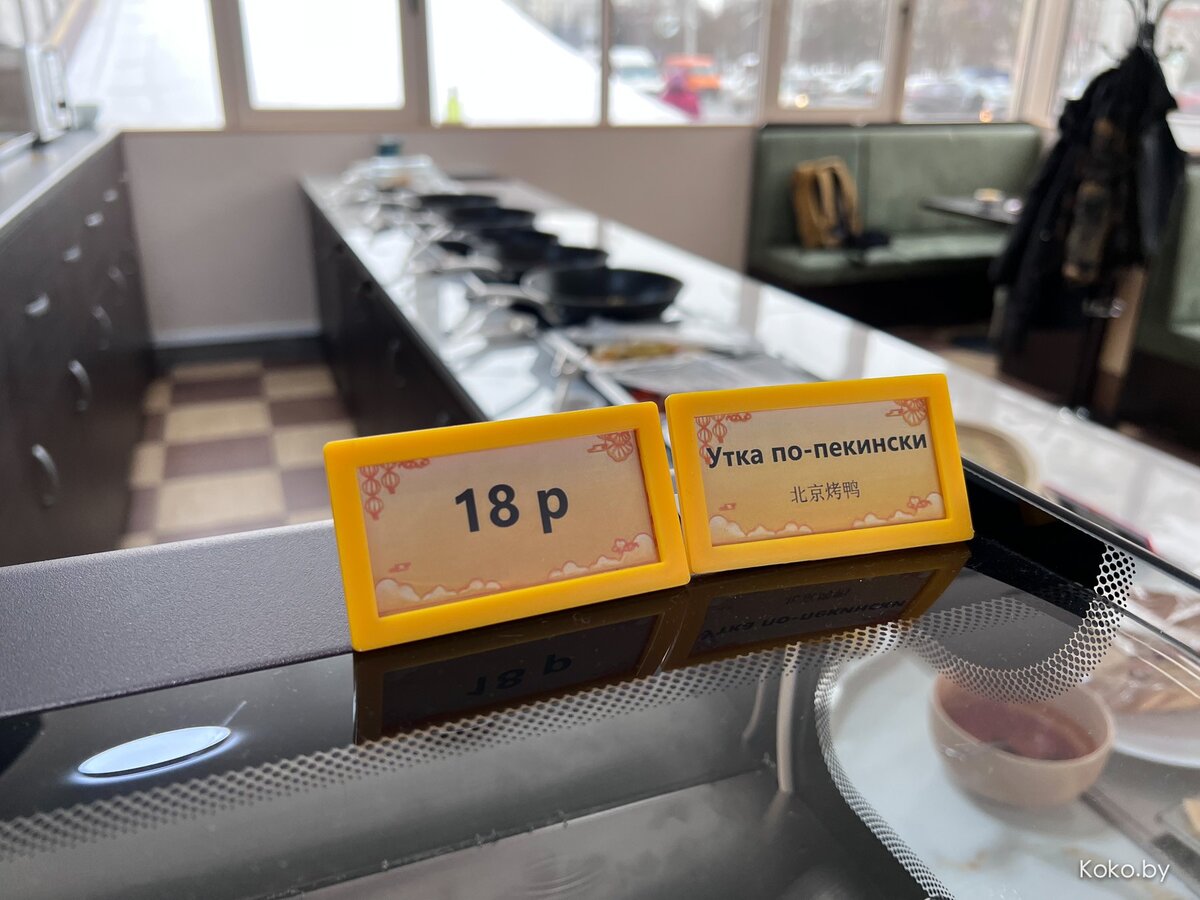 18 р
Утка по-пекински
北京烤鸭
Koko.by